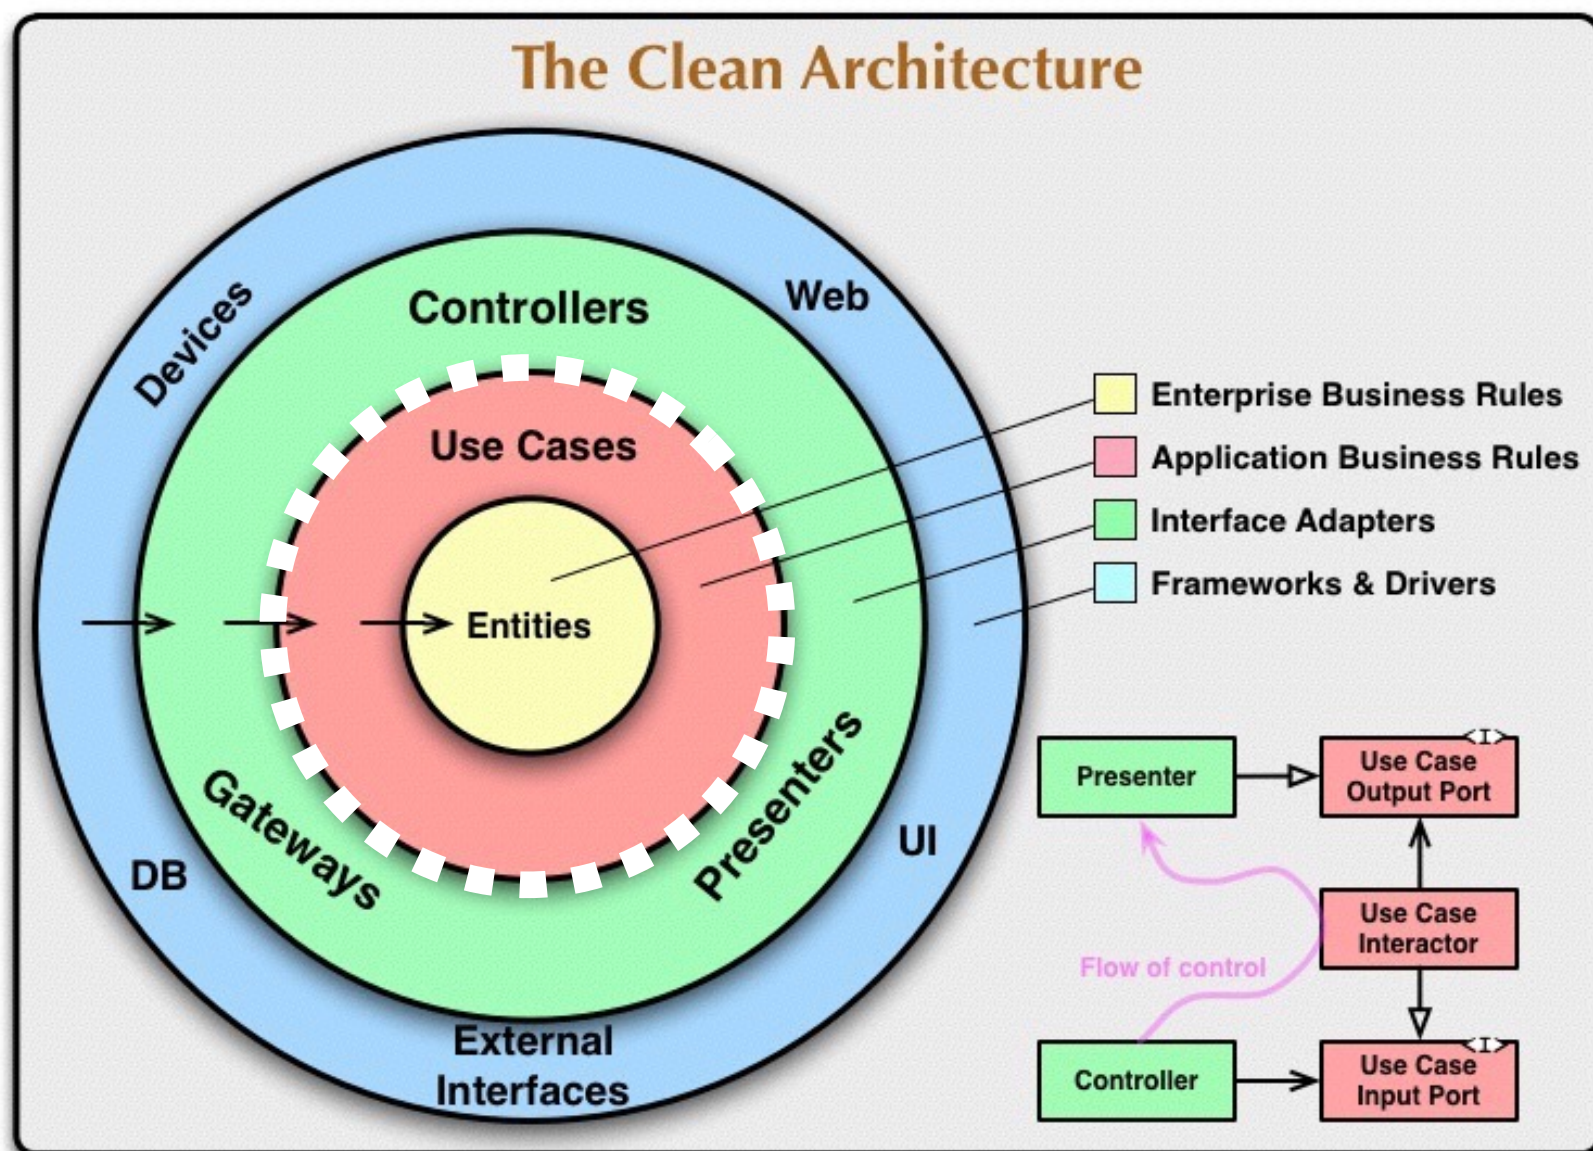 The Clean Architecture
Devices
Web
Controllers
Use Cases
Entities
Gateways
Presenters
DB
UI
External
Interfaces
Enterprise Business Rules
Application Business Rules
Interface Adapters
Frameworks & Drivers
Presenter
<I>
Use Case
Output Port
Use Case
Interactor
Flow of control
Controller
<I>
Use Case
Input Port